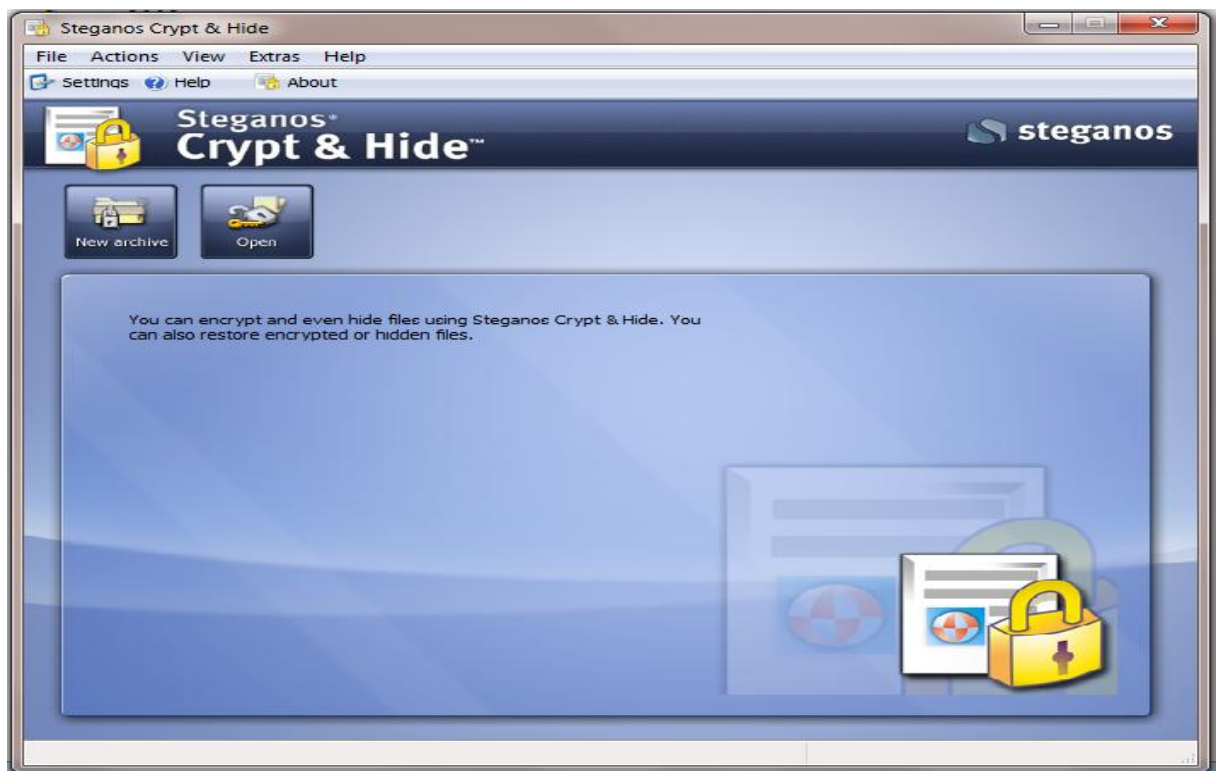 Steganos Crypt & Hide
File Actions View Extras Help
Settings Help About
Steganos
Crypt & Hide™
steganos
New archive
Open
You can encrypt and even hide files using Steganos Crypt & Hide. You
can also restore encrypted or hidden files.